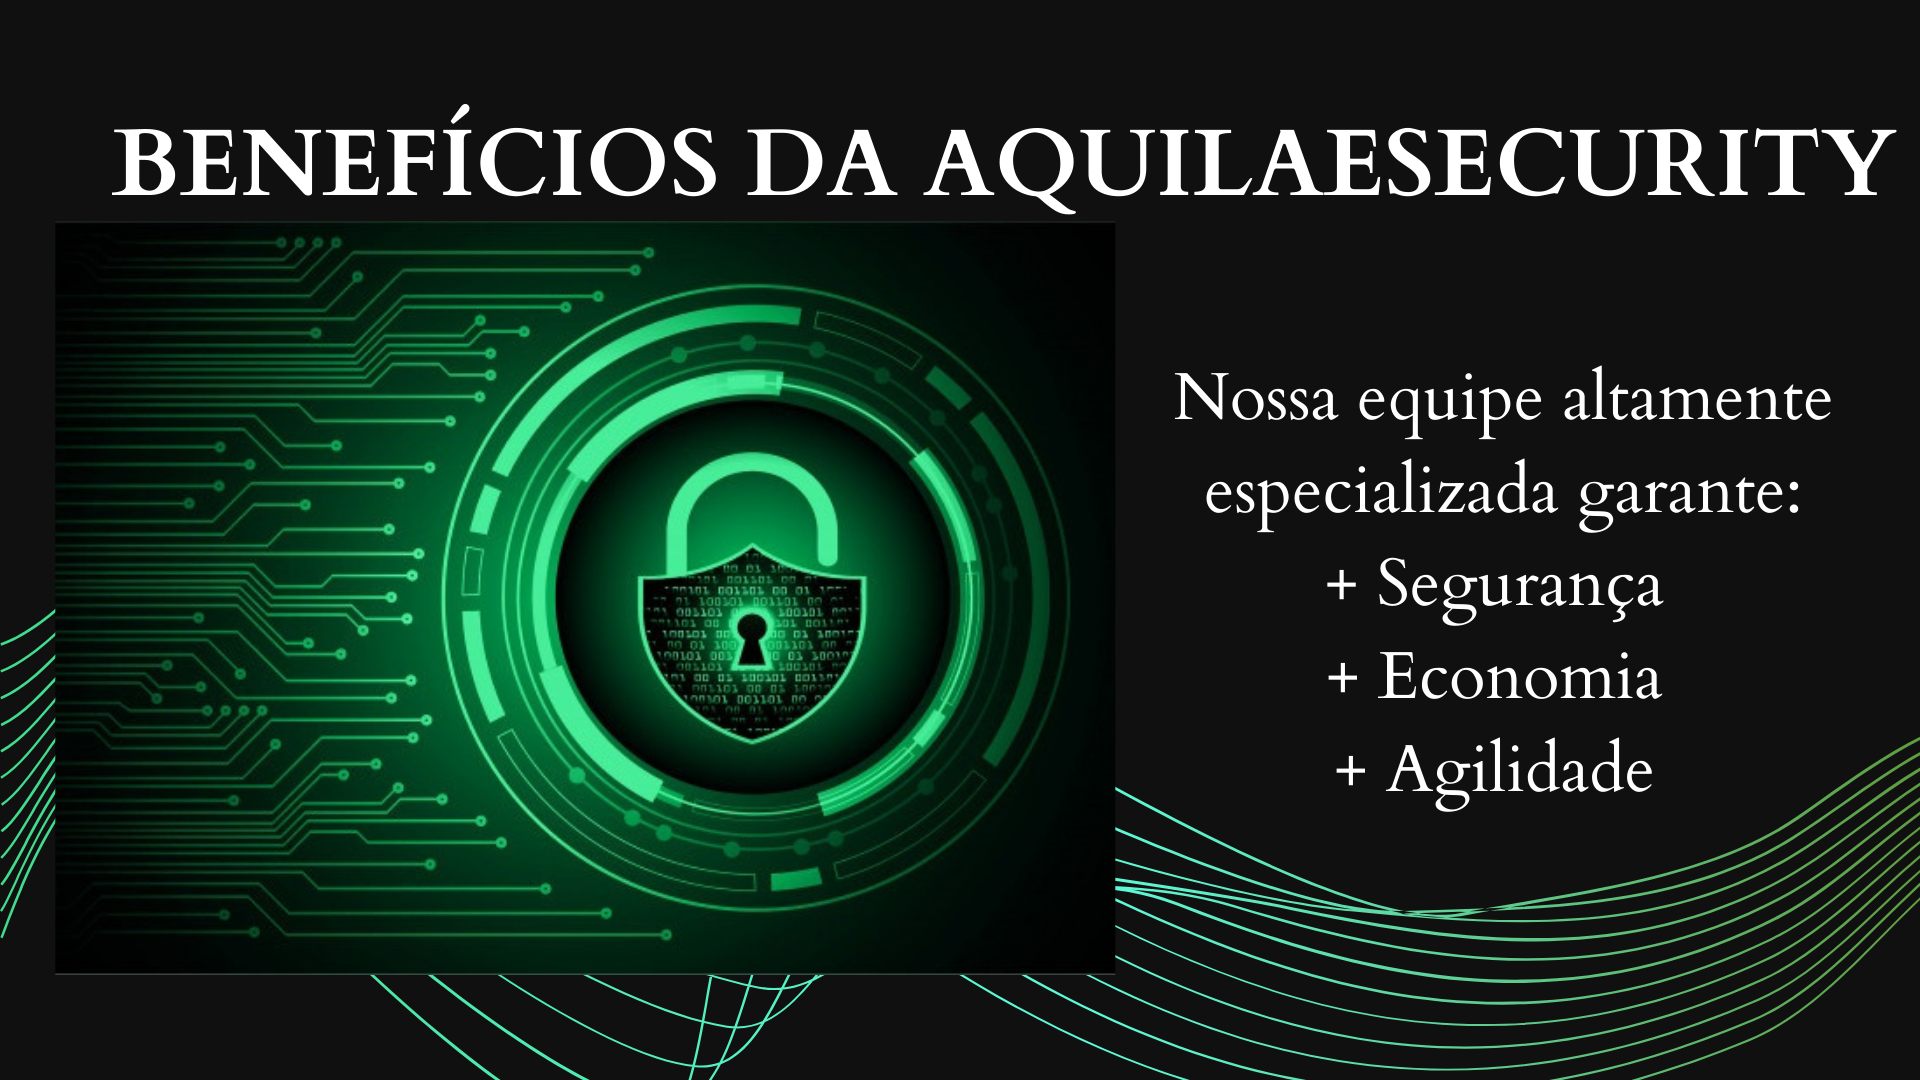 BENEFÍCIOS DA AQUILAESECURITY
Nossa equipe altamente
especializada garante:
+ Segurança
+ Economia
+ Agilidade